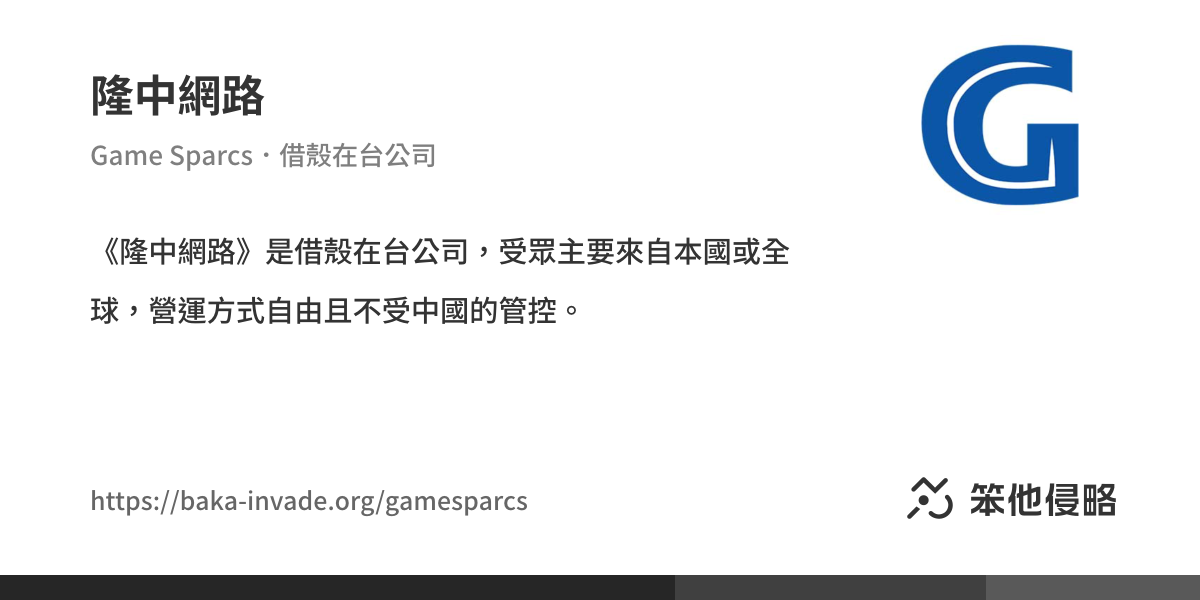 隆中網路
Game Sparcs・借殼在台公司
《隆中網路》是借殼在台公司，受眾主要來自本國或全
球，營運方式自由且不受中國的管控。
https://baka-invade.org/gamesparcs
笨他侵略